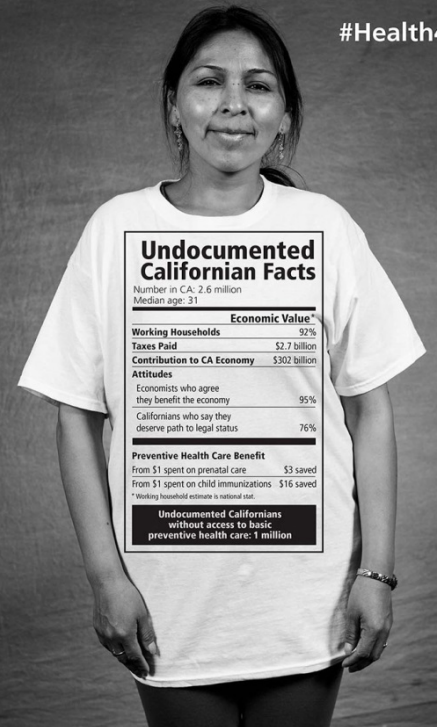 #Health4
Undocumented
Californian Facts
Number in CA: 2.6 million
Median age: 31
Economic Value*
Working Households 92%
Taxes Paid $2.7 billion
Contribution to CA Economy $302 billion
Attitudes
Economists who agree
they benefit the economy 95%
Californians who say they
deserve path to legal status 76%
Preventive Health Care Benefit
From $1 spent on prenatal care $3 saved
From $1 spent on child immunizations $16 saved
* Working household estimate is national stat.
Undocumented Californians
without access to basic
preventive health care: 1 million